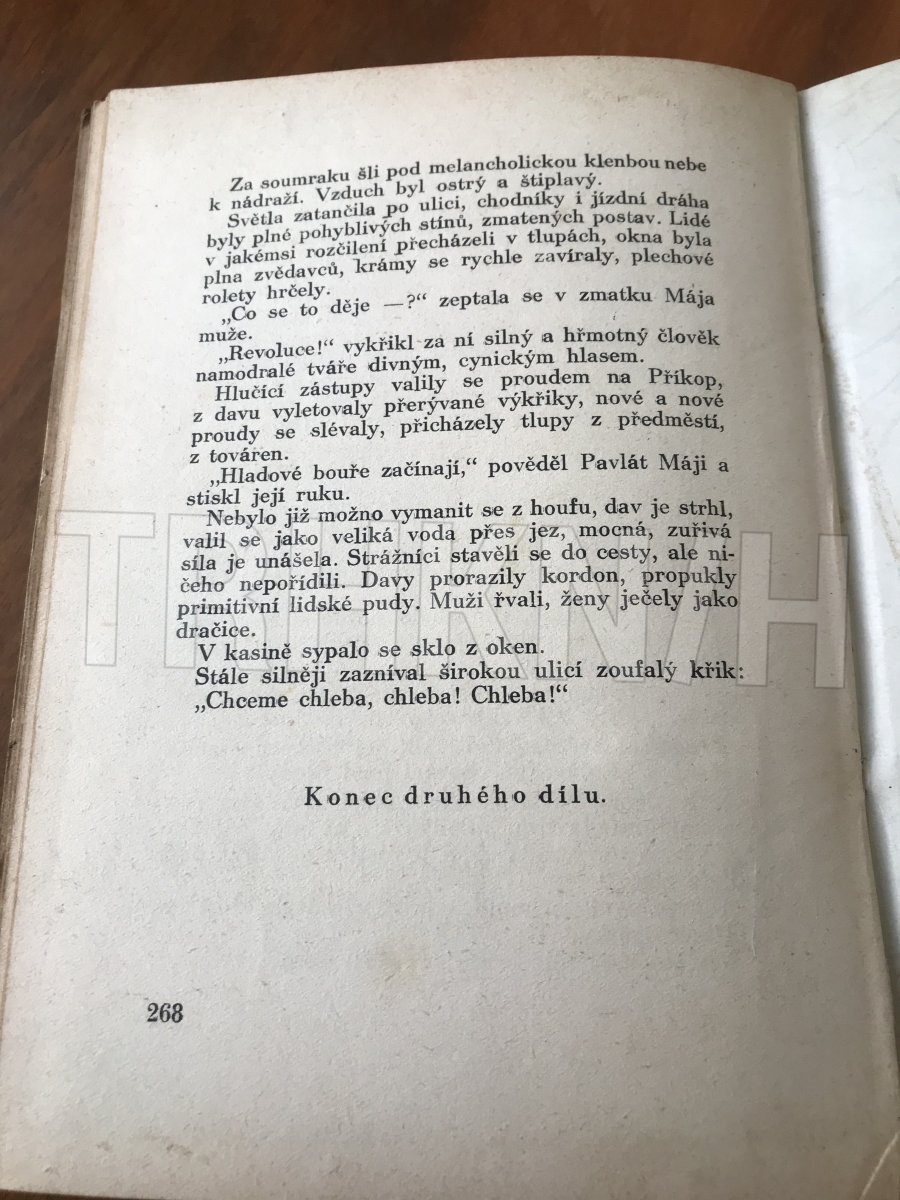 Za soumraku šli pod melancholickou klenbou nebe
k nádraží. Vzduch byl ostrý a štiplavý.
Světla zatančila po ulici, chodníky i jízdní dráha
byly plné pohyblivých stínů, zmatených postav. Lidé
v jakémsi rozčilení přecházeli v tlupách, okna byla
plna zvědavců, krámy se rychle zavíraly, plechové
rolety hrčely.
„Co se to děje —?“ zeptala se v zmatku Mája
muže.
„Revoluce!“ vykřikl za ní silný a hřmotný člověk
namodralé tváře divným, cynickým hlasem.
Hlučící zástupy valily se proudem na Příkop,
z davu vyletovaly přerývané výkřiky, nové a nové
proudy se slévaly, přicházely tlupy z předměstí,
z továren.
„Hladové bouře začínají,“ pověděl Pavlát Máji a
stiskl její ruku.
Nebylo již možno vymanit se z houfu, dav je strhl,
valil se jako veliká voda přes jez, mocná, zuřivá
síla je unášela. Strážníci stavěli se do cesty, ale ni-
čeho nepořídili. Davy prorazily kordon, propukly
primitivní lidské pudy. Muži řvali, ženy ječely jako
dračice.
V kasině sypalo se sklo z oken.
Stále silněji zazníval širokou ulicí zoufalý křik:
„Chceme chleba, chleba! Chleba!“
Konec druhého dílu.
268
TRHKNIH